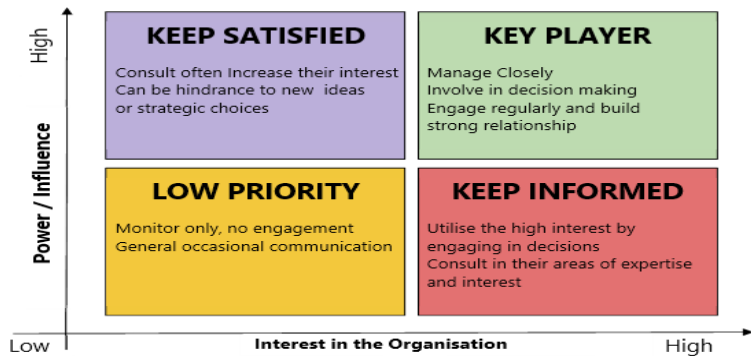 High
Power / Influence
KEEP SATISFIED
Consult often Increase their interest
Can be hindrance to new ideas
or strategic choices
KEY PLAYER
Manage Closely
Involve in decision making
Engage regularly and build
strong relationship
LOW PRIORITY
Monitor only, no engagement
General occasional communication
KEEP INFORMED
Utilise the high interest by
engaging in decisions
Consult in their areas of expertise
and interest
Low
Interest in the Organisation
High